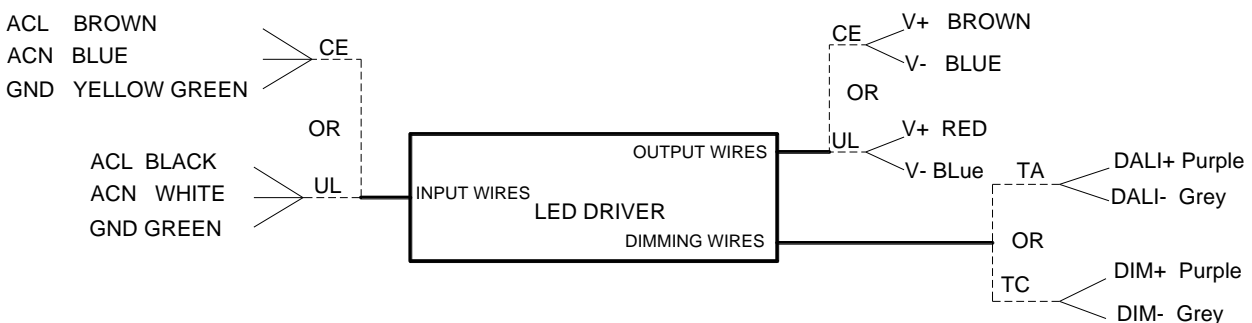 ACL BROWN
ACN BLUE
GND YELLOW GREEN
CE
OR
ACL BLACK
ACN WHITE
GND GREEN
UL
INPUT WIRES
LED DRIVER
OUTPUT WIRES
DIMMING WIRES
CE
V+ BROWN
V- BLUE
OR
UL
V+ RED
V- BLue
TA
DALI+ Purple
DALI- Grey
OR
TC
DIM+ Purple
DIM- Grey